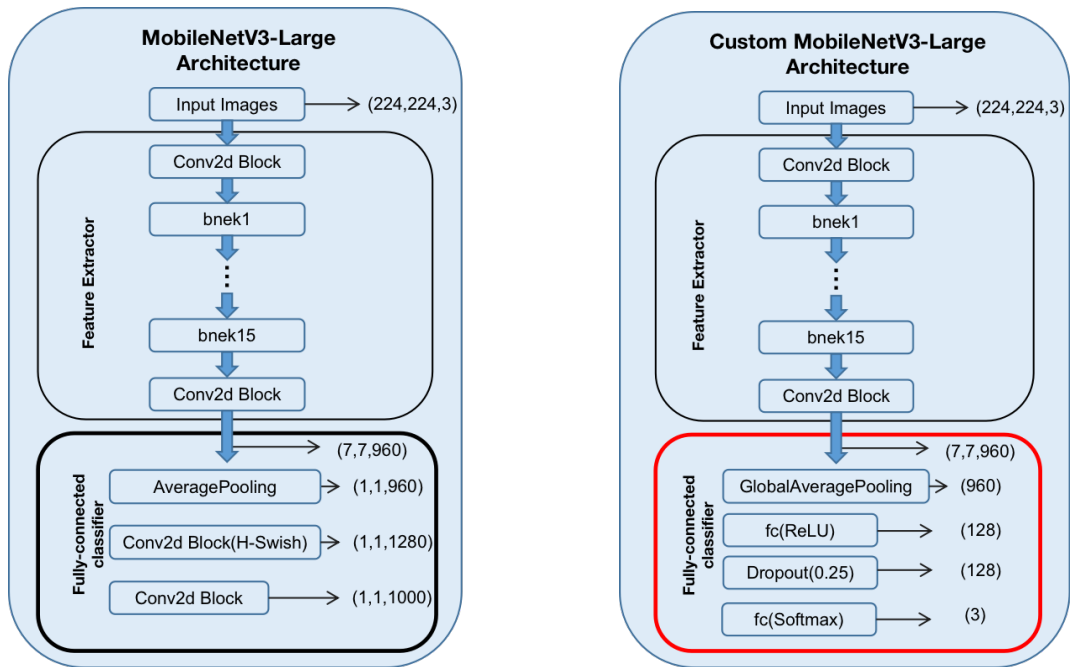 MobileNetV3-Large
Architecture
Input Images
(224,224,3)
Conv2d Block
bnek1
Feature Extractor
bnek15
Conv2d Block
(7,7,960)
Fully-connected
classifier
AveragePooling
(1,1,960)
Conv2d Block(H-Swish)
(1,1,1280)
Conv2d Block
(1,1,1000)
Custom MobileNetV3-Large
Architecture
Input Images
(224,224,3)
Conv2d Block
bnek1
Feature Extractor
bnek15
Conv2d Block
(7,7,960)
Fully-connected
classifier
GlobalAveragePooling
(960)
fc(ReLU)
(128)
Dropout(0.25)
(128)
fc(Softmax)
(3)